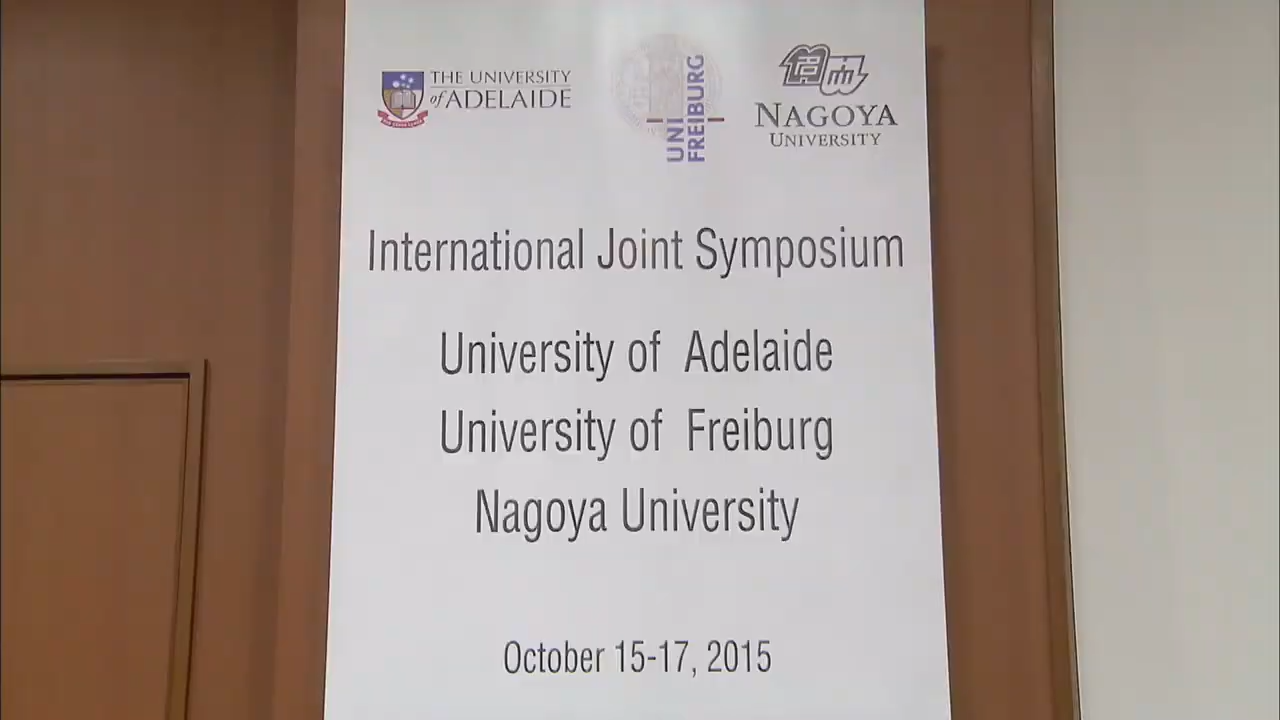 THE UNIVERSITY
of ADELAIDE
UNI
FREIBURG
NAGOYA
UNIVERSITY
International Joint Symposium
University of Adelaide
University of Freiburg
Nagoya University
October 15-17, 2015